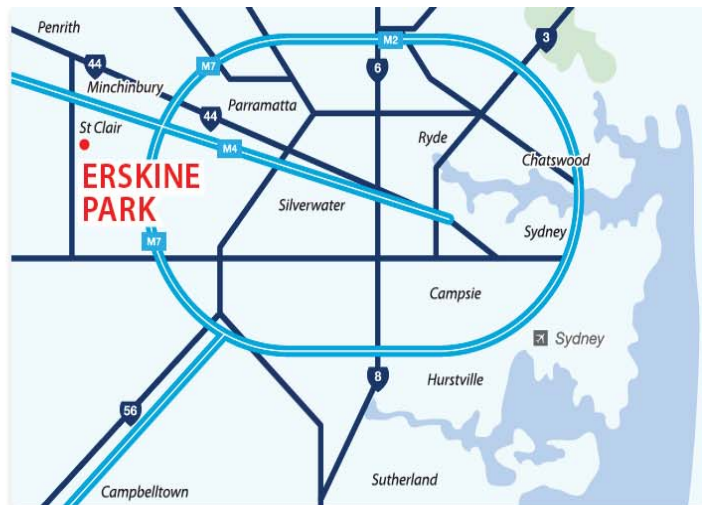 Penrith
M2
3
44
M7
6
Minchinbury
Parramatta
44
St Clair
M4
Ryde
Chatswood
ERSKINE
PARK
Silverwater
Sydney
M7
Campsie
Sydney
Hurstville
8
56
Sutherland
Campbelltown